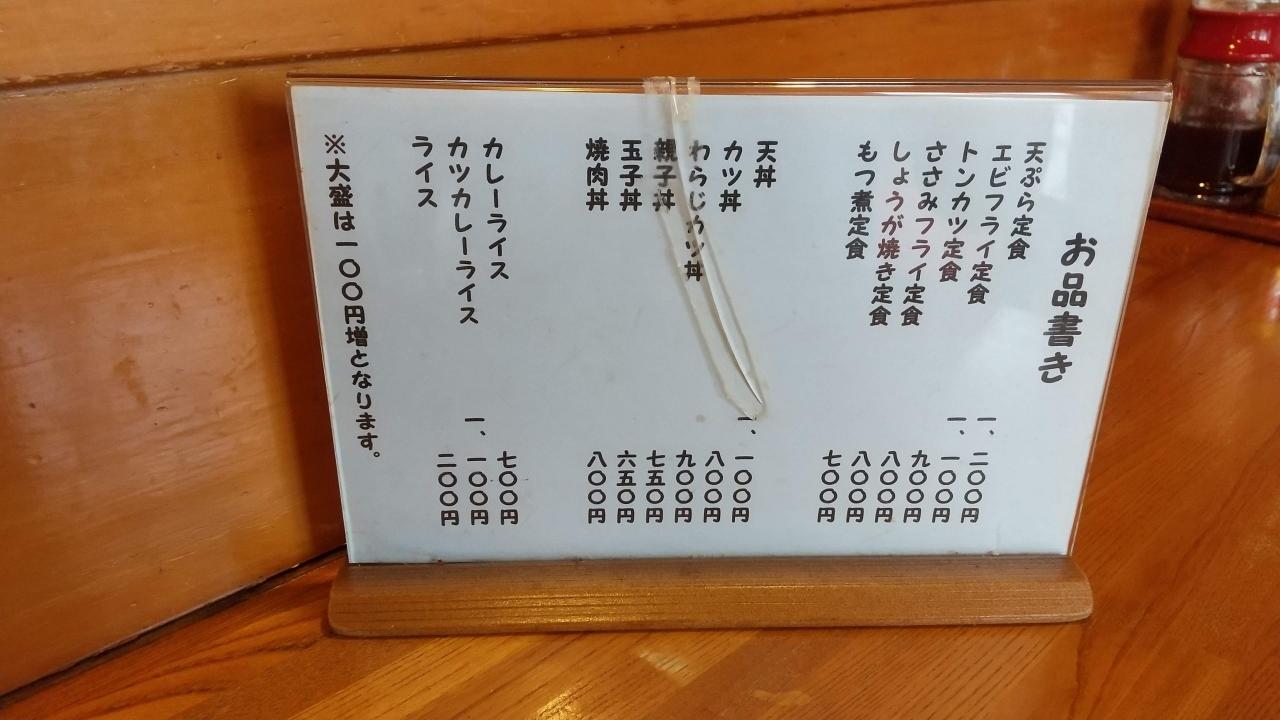 お品書き
天ぷら定食 一、二〇〇円
エビフライ定食 一、一〇〇円
トンカツ定食 九〇〇円
ささみフライ定食 八〇〇円
しょうが焼き定食 八〇〇円
もつ煮定食 七〇〇円
天丼 一、一〇〇円
カツ丼 八〇〇円
わらじカツ丼 九〇〇円
親子丼 七五〇円
玉子丼 六五〇円
焼肉丼 八〇〇円
カレーライス 七〇〇円
カツカレーライス 一、一〇〇円
ライス 二〇〇円
※大盛は一〇〇円増となります。